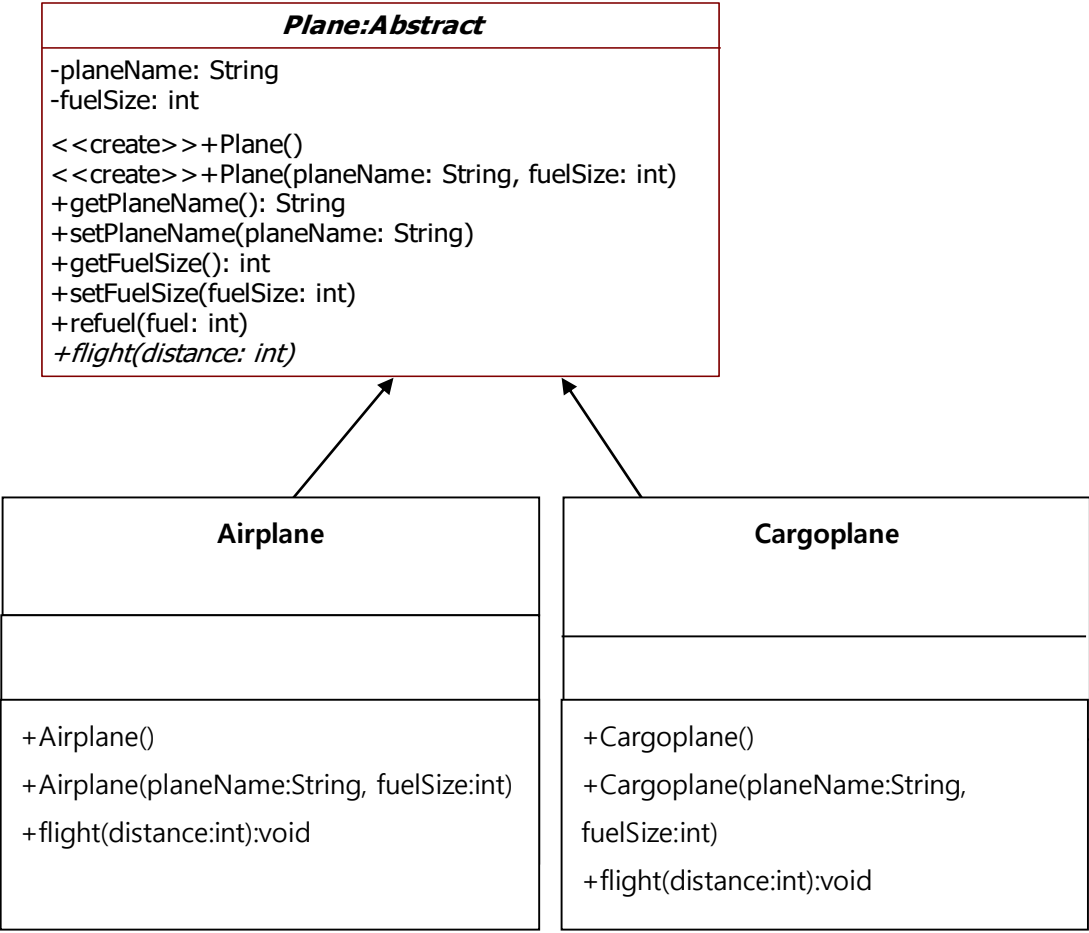 Plane:Abstract
-planeName: String
-fuelSize: int
<<create>>+Plane()
<<create>>+Plane(planeName: String, fuelSize: int)
+getPlaneName(): String
+setPlaneName(planeName: String)
+getFuelSize(): int
+setFuelSize(fuelSize: int)
+refuel(fuel: int)
+flight(distance: int)
Airplane
+Airplane()
+Airplane(planeName:String, fuelSize:int)
+flight(distance:int):void
Cargoplane
+Cargoplane()
+Cargoplane(planeName:String,
fuelSize:int)
+flight(distance:int):void